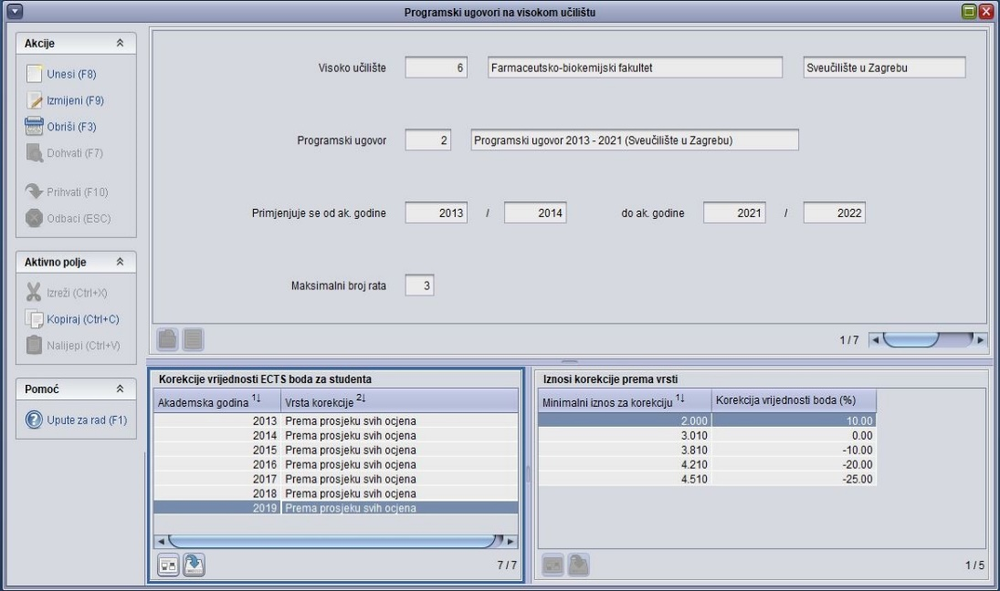 Programski ugovori na visokom učilištu
Akcije
Unesi (F8)
Izmijeni (F9)
Obriši (F3)
Dohvati (F7)
Prihvati (F10)
Odbaci (ESC)
Aktivno polje
Izreži (Ctrl+X)
Kopiraj (Ctrl+C)
Nalijepi (Ctrl+V)
Pomoć
Upute za rad (F1)
Visoko učilište 6 Farmaceutsko-biokemijski fakultet Sveučilište u Zagrebu
Programski ugovor 2 Programski ugovor 2013 - 2021 (Sveučilište u Zagrebu)
Primjenjuje se od ak. godine 2013 / 2014 do ak. godine 2021 / 2022
Maksimalni broj rata 3
1/7
Korekcije vrijednosti ECTS boda za studenta
Akademska godina 1↓ Vrsta korekcije 2↓
2013 Prema prosjeku svih ocjena
2014 Prema prosjeku svih ocjena
2015 Prema prosjeku svih ocjena
2016 Prema prosjeku svih ocjena
2017 Prema prosjeku svih ocjena
2018 Prema prosjeku svih ocjena
2019 Prema prosjeku svih ocjena
7/7
Iznosi korekcije prema vrsti
Minimalni iznos za korekciju 1↓ Korekcija vrijednosti boda (%)
2.000 10.00
3.010 0.00
3.810 -10.00
4.210 -20.00
4.510 -25.00
1/5